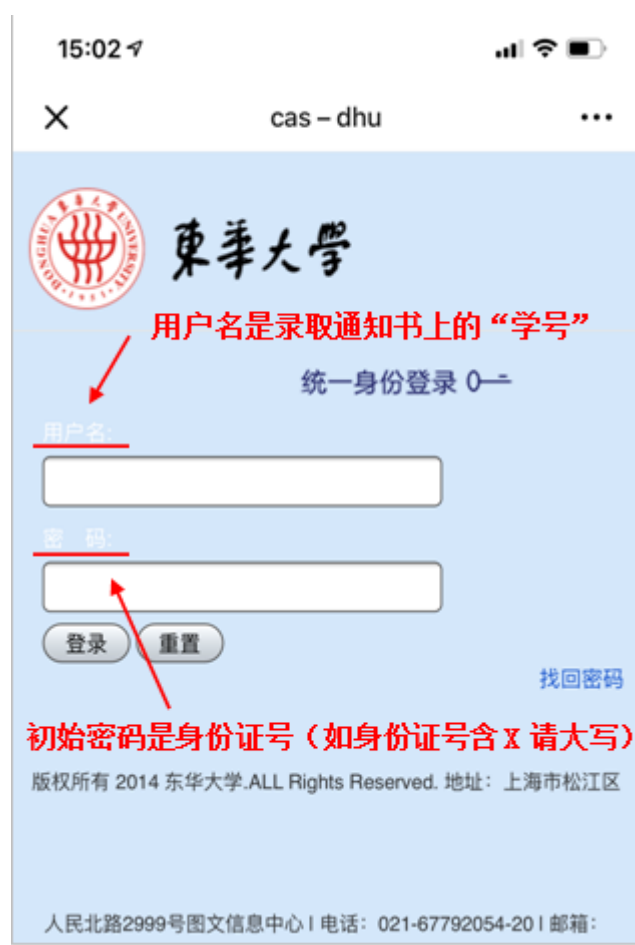 15:02
cas – dhu
東華大學
用户名是录取通知书上的“学号”
统一身份登录
用户名:
密 码:
登录 重置
找回密码
初始密码是身份证号（如身份证号含X请大写）
版权所有 2014 东华大学.ALL Rights Reserved. 地址：上海市松江区
人民北路2999号图文信息中心 I 电话：021-67792054-20 I 邮箱：